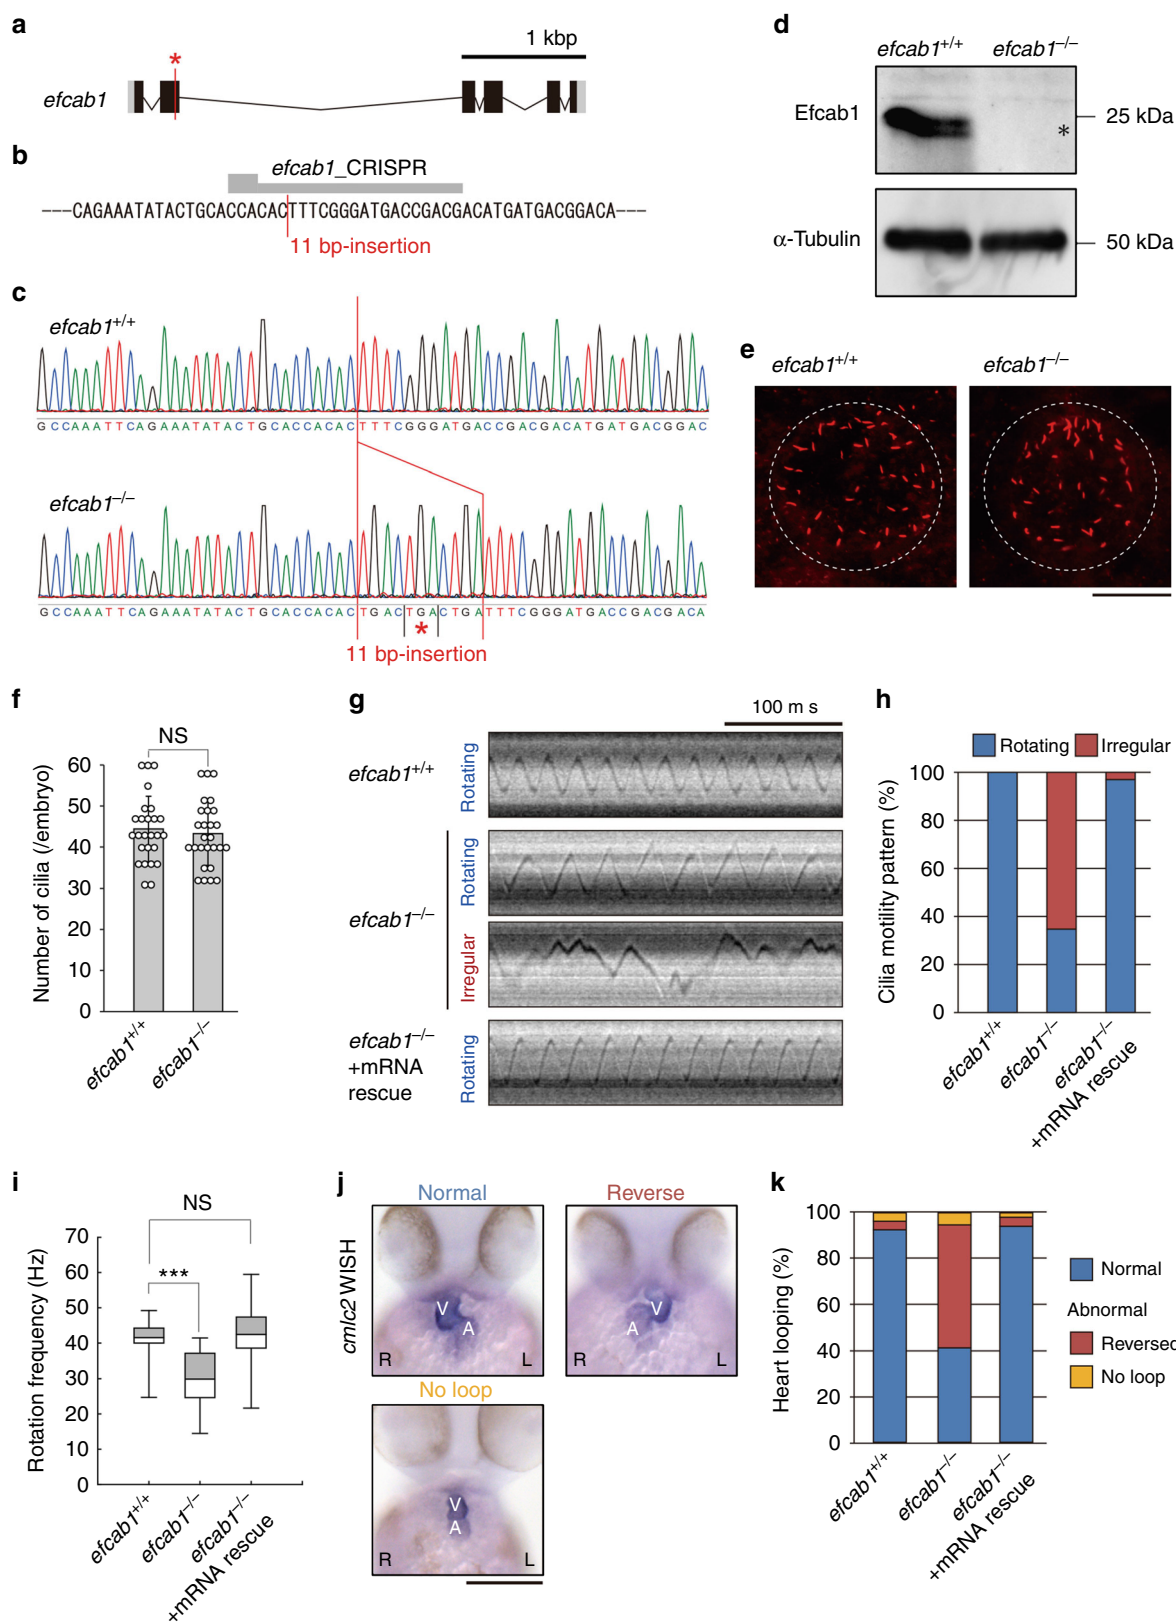 a
1 kbp
*
efcab1
b
efcab1_CRISPR
---CAGAAATATACTGCACCACACTTTCGGGATGACCGACGACATGATGACGGACA---
11 bp-insertion
c
efcab1+/+
GCCAAATTCAGAAATATACTGCACCACACTTTCGGGATGACCGACGACATGATGACGGAC
efcab1−/−
GCCAAATTCAGAAATATACTGCACCACACTGACTGACTGATTTCGGGATGACCGACGACA
*
11 bp-insertion
d
efcab1+/+ efcab1−/−
Efcab1
25 kDa
*
α-Tubulin
50 kDa
e
efcab1+/+ efcab1−/−
f
NS
Number of cilia (/embryo)
60
50
40
30
20
10
0
efcab1+/+
efcab1−/−
g
100 m s
efcab1+/+
Rotating
efcab1−/−
Rotating
Irregular
efcab1−/−
+mRNA
rescue
Rotating
h
Rotating Irregular
Cilia motility pattern (%)
100
80
60
40
20
0
efcab1+/+
efcab1−/−
efcab1−/−
+mRNA rescue
i
NS
***
Rotation frequency (Hz)
70
60
50
40
30
20
10
0
efcab1+/+
efcab1−/−
efcab1−/−
+mRNA rescue
j
Normal
Reverse
cmlc2 WISH
V
A
R L
V
A
R L
No loop
V
A
R L
k
Heart looping (%)
100
80
60
40
20
0
efcab1+/+
efcab1−/−
efcab1−/−
+mRNA rescue
Normal
Abnormal
Reversed
No loop